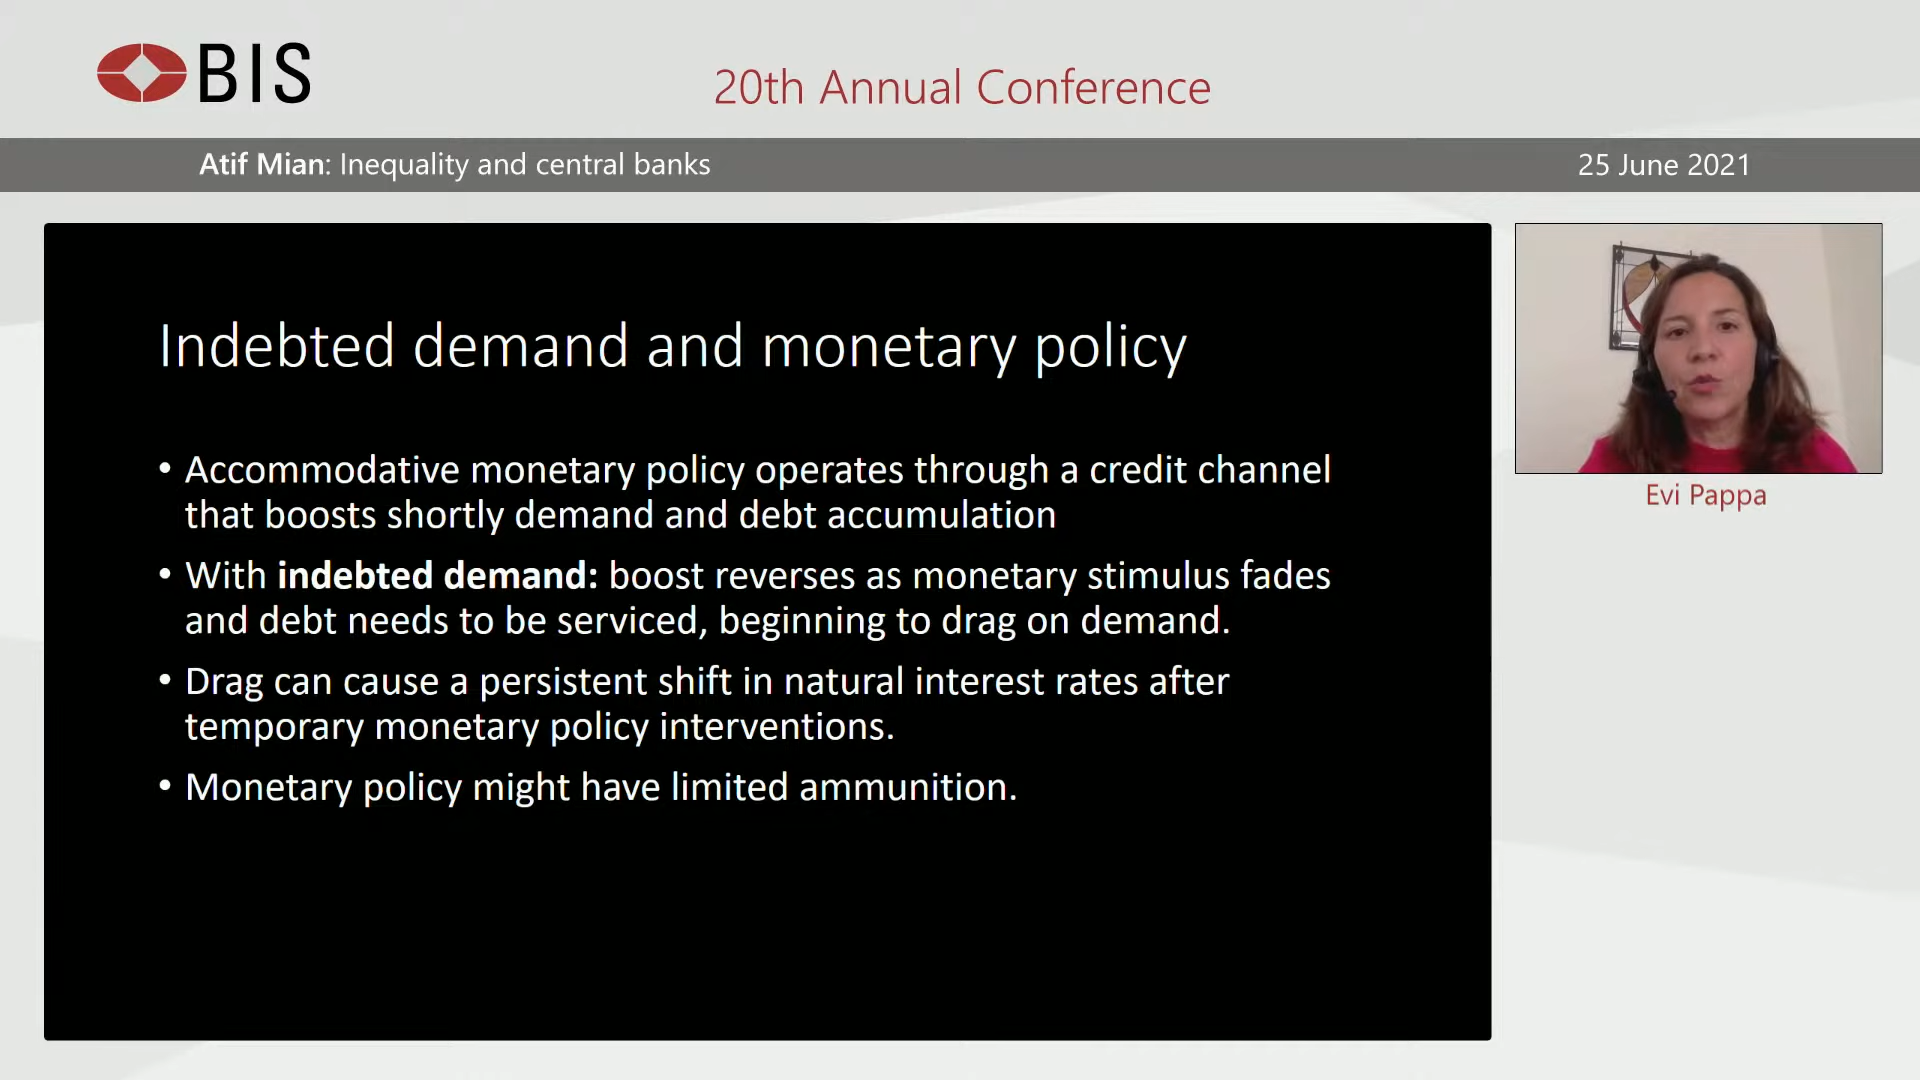 BIS
20th Annual Conference
Atif Mian: Inequality and central banks
25 June 2021
Indebted demand and monetary policy
• Accommodative monetary policy operates through a credit channel
that boosts shortly demand and debt accumulation
• With indebted demand: boost reverses as monetary stimulus fades
and debt needs to be serviced, beginning to drag on demand.
• Drag can cause a persistent shift in natural interest rates after
temporary monetary policy interventions.
• Monetary policy might have limited ammunition.
Evi Pappa